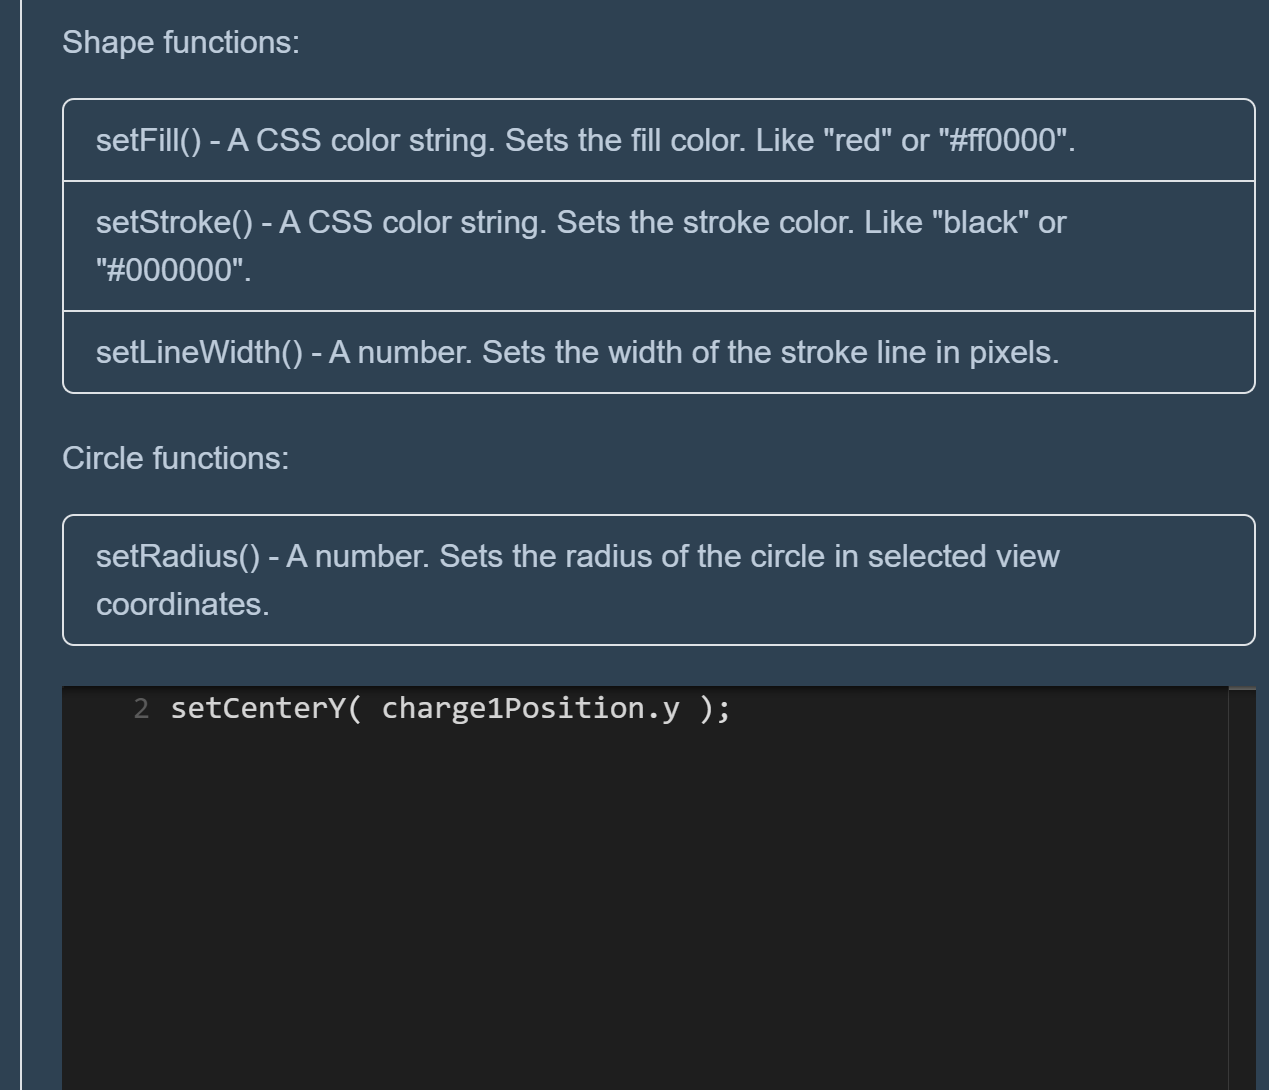 Shape functions:
setFill() - A CSS color string. Sets the fill color. Like "red" or "#ff0000".
setStroke() - A CSS color string. Sets the stroke color. Like "black" or
"#000000".
setLineWidth() - A number. Sets the width of the stroke line in pixels.
Circle functions:
setRadius() - A number. Sets the radius of the circle in selected view
coordinates.
2 setCenterY( charge1Position.y );